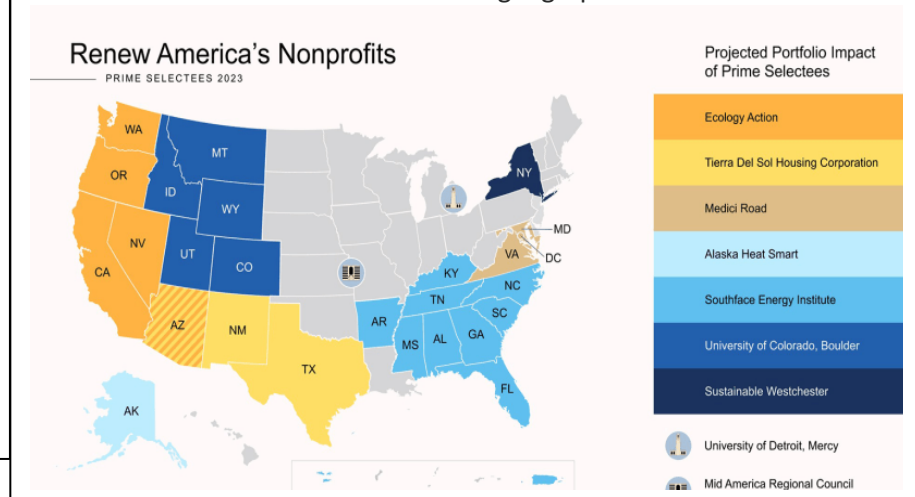 Renew America's Nonprofits
PRIME SELECTEES 2023
Projected Portfolio Impact
of Prime Selectees
Ecology Action
Tierra Del Sol Housing Corporation
Medici Road
Alaska Heat Smart
Southface Energy Institute
University of Colorado, Boulder
Sustainable Westchester
University of Detroit, Mercy
Mid America Regional Council
WA
MT
OR
ID
WY
NV
UT
CO
CA
AZ
NM
TX
AK
NY
MD
DC
VA
KY
NC
TN
SC
AR
MS
AL
GA
FL